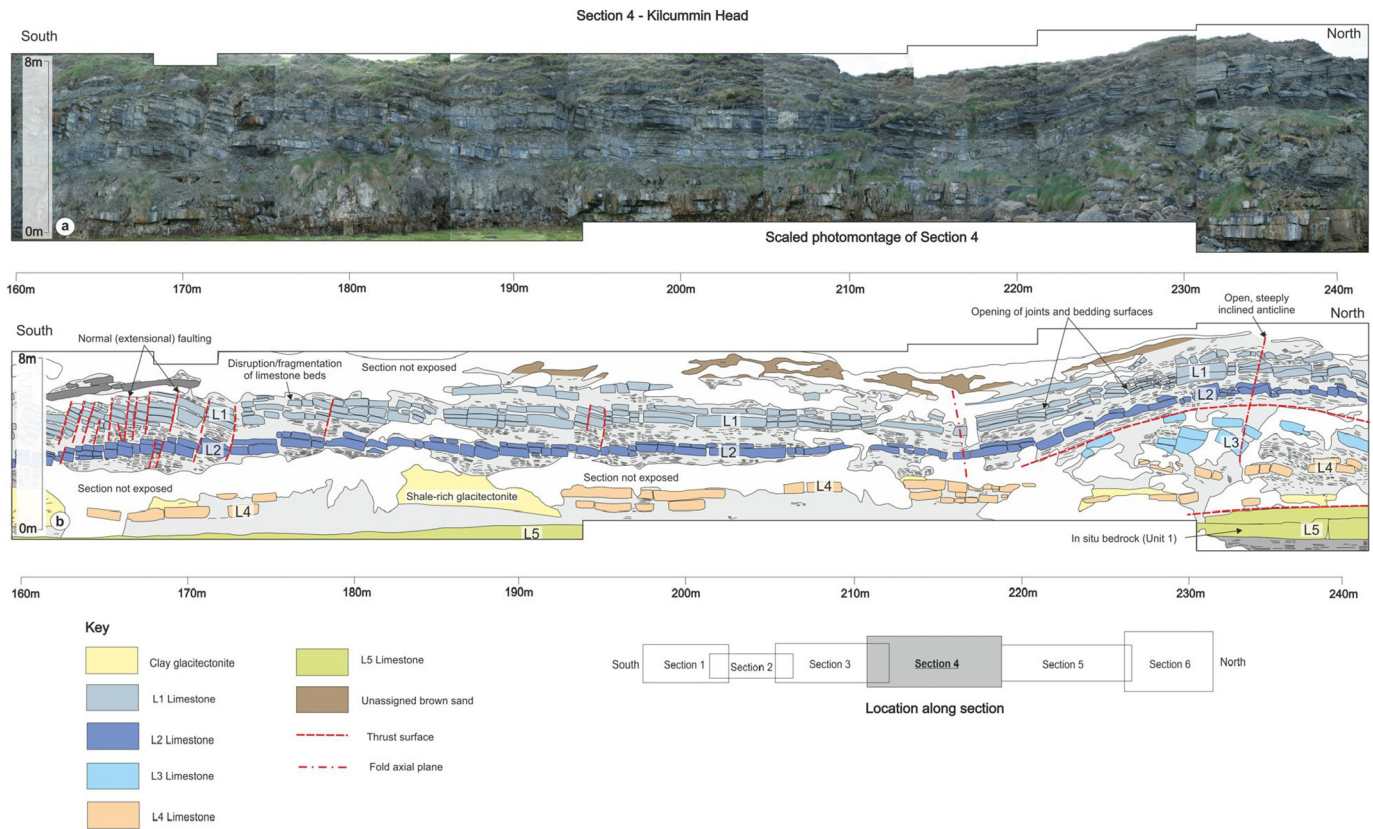 Section 4 - Kilcummin Head
South
North
8m
0m
a
Scaled photomontage of Section 4
160m
170m
180m
190m
200m
210m
220m
230m
240m
South
North
Normal (extensional) faulting
Disruption/fragmentation
of limestone beds
Section not exposed
Opening of joints and bedding surfaces
Open, steeply
inclined anticline
8m
L1
L2
L1
L2
L1
L2
L3
L4
Section not exposed
Shale-rich glacitectonite
Section not exposed
L4
L4
b
0m
L5
In situ bedrock (Unit 1)
L5
160m
170m
180m
190m
200m
210m
220m
230m
240m
Key
Clay glacitectonite
L1 Limestone
L2 Limestone
L3 Limestone
L4 Limestone
L5 Limestone
Unassigned brown sand
Thrust surface
Fold axial plane
South
Section 1
Section 2
Section 3
Section 4
Section 5
Section 6
North
Location along section